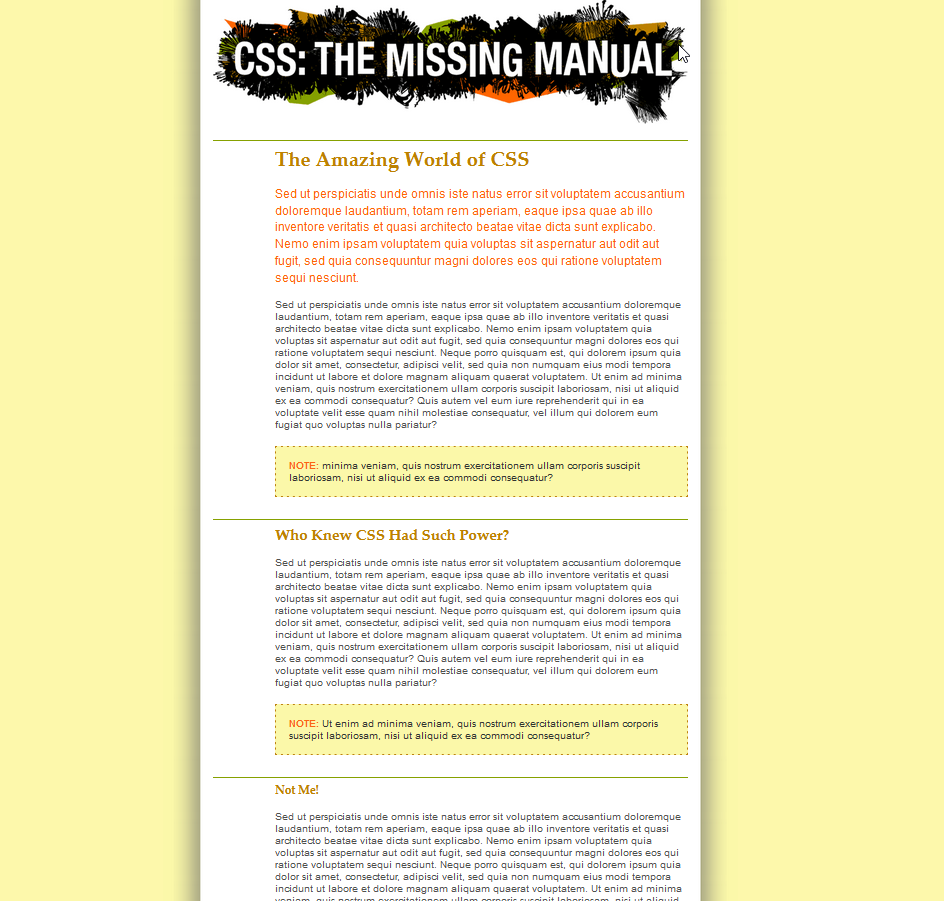 CSS: THE MISSING MANUAL
The Amazing World of CSS
Sed ut perspiciatis unde omnis iste natus error sit voluptatem accusantium
doloremque laudantium, totam rem aperiam, eaque ipsa quae ab illo
inventore veritatis et quasi architecto beatae vitae dicta sunt explicabo.
Nemo enim ipsam voluptatem quia voluptas sit aspernatur aut odit aut
fugit, sed quia consequuntur magni dolores eos qui ratione voluptatem
sequi nesciunt.
Sed ut perspiciatis unde omnis iste natus error sit voluptatem accusantium doloremque
laudantium, totam rem aperiam, eaque ipsa quae ab illo inventore veritatis et quasi
architecto beatae vitae dicta sunt explicabo. Nemo enim ipsam voluptatem quia
voluptas sit aspernatur aut odit aut fugit, sed quia consequuntur magni dolores eos qui
ratione voluptatem sequi nesciunt. Neque porro quisquam est, qui dolorem ipsum quia
dolor sit amet, consectetur, adipisci velit, sed quia non numquam eius modi tempora
incidunt ut labore et dolore magnam aliquam quaerat voluptatem. Ut enim ad minima
veniam, quis nostrum exercitationem ullam corporis suscipit laboriosam, nisi ut aliquid
ex ea commodi consequatur? Quis autem vel eum iure reprehenderit qui in ea
voluptate velit esse quam nihil molestiae consequatur, vel illum qui dolorem eum
fugiat quo voluptas nulla pariatur?
NOTE: minima veniam, quis nostrum exercitationem ullam corporis suscipit
laboriosam, nisi ut aliquid ex ea commodi consequatur?
Who Knew CSS Had Such Power?
Sed ut perspiciatis unde omnis iste natus error sit voluptatem accusantium doloremque
laudantium, totam rem aperiam, eaque ipsa quae ab illo inventore veritatis et quasi
architecto beatae vitae dicta sunt explicabo. Nemo enim ipsam voluptatem quia
voluptas sit aspernatur aut odit aut fugit, sed quia consequuntur magni dolores eos qui
ratione voluptatem sequi nesciunt. Neque porro quisquam est, qui dolorem ipsum quia
dolor sit amet, consectetur, adipisci velit, sed quia non numquam eius modi tempora
incidunt ut labore et dolore magnam aliquam quaerat voluptatem. Ut enim ad minima
veniam, quis nostrum exercitationem ullam corporis suscipit laboriosam, nisi ut aliquid
ex ea commodi consequatur? Quis autem vel eum iure reprehenderit qui in ea
voluptate velit esse quam nihil molestiae consequatur, vel illum qui dolorem eum
fugiat quo voluptas nulla pariatur?
NOTE: Ut enim ad minima veniam, quis nostrum exercitationem ullam corporis
suscipit laboriosam, nisi ut aliquid ex ea commodi consequatur?
Not Me!
Sed ut perspiciatis unde omnis iste natus error sit voluptatem accusantium doloremque
laudantium, totam rem aperiam, eaque ipsa quae ab illo inventore veritatis et quasi
architecto beatae vitae dicta sunt explicabo. Nemo enim ipsam voluptatem quia
voluptas sit aspernatur aut odit aut fugit, sed quia consequuntur magni dolores eos qui
ratione voluptatem sequi nesciunt. Neque porro quisquam est, qui dolorem ipsum quia
dolor sit amet, consectetur, adipisci velit, sed quia non numquam eius modi tempora
incidunt ut labore et dolore magnam aliquam quaerat voluptatem. Ut enim ad minima
veniam, quis nostrum exercitationem ullam corporis suscipit laboriosam, nisi ut aliquid